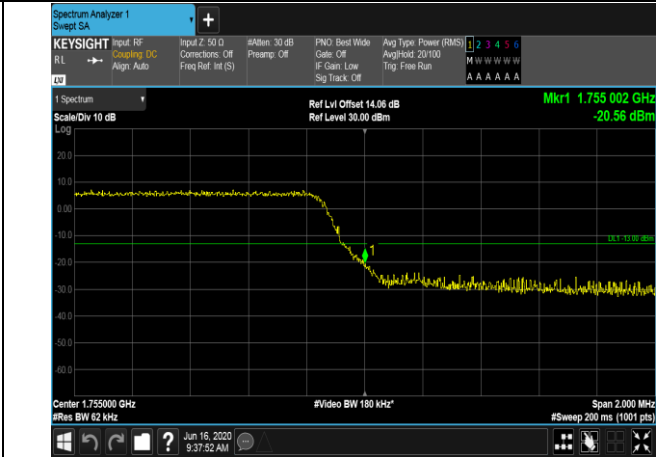 Spectrum Analyzer 1
Swept SA
+
KEYSIGHT
RL
LXI
Input: RF
Coupling: DC
Align: Auto
Input Z: 50 Ω
Corrections: Off
Freq Ref: Int (S)
#Atten: 30 dB
Preamp: Off
PNO: Best Wide
Gate: Off
IF Gain: Low
Sig Track: Off
Avg Type: Power (RMS)
Avg|Hold: 20/100
Trig: Free Run
1 2 3 4 5 6
M W W W W W
A A A A A A
1 Spectrum
Scale/Div 10 dB
Ref Lvl Offset 14.06 dB
Ref Level 30.00 dBm
Mkr1 1.755 002 GHz
-20.56 dBm
Log
20.0
10.0
0.00
-10.0
DL1 -13.00 dBm
1
-20.0
-30.0
-40.0
-50.0
-60.0
Center 1.755000 GHz
#Video BW 180 kHz*
Span 2.000 MHz
#Res BW 62 kHz
#Sweep 200 ms (1001 pts)
?
Jun 16, 2020
9:37:52 AM